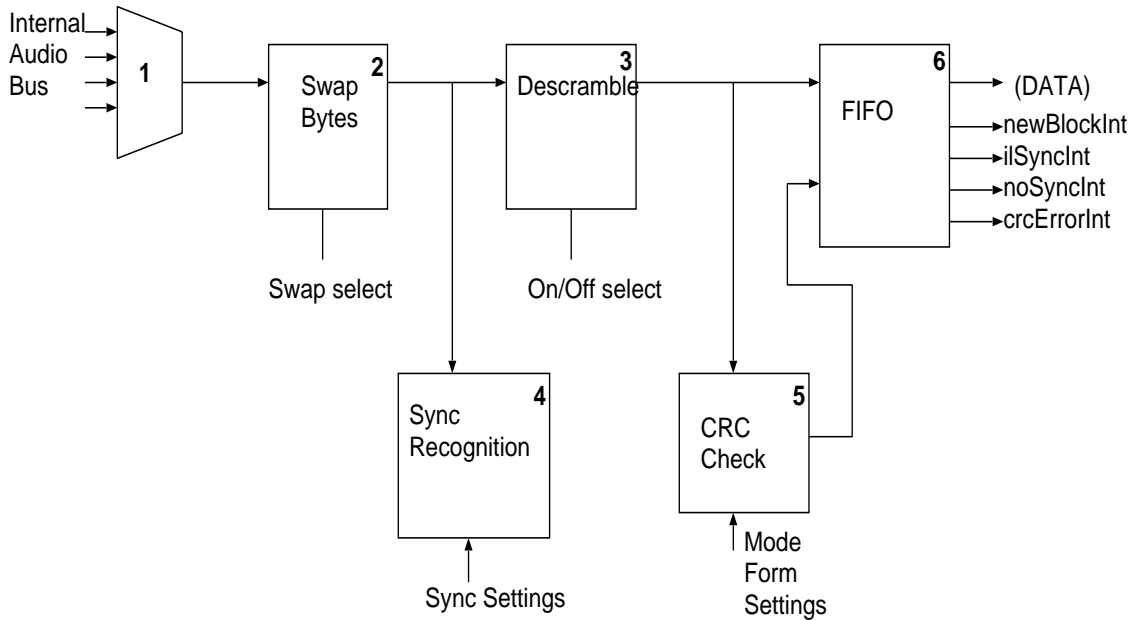 Internal
Audio
Bus
1
2
Swap
Bytes
3
Descramble
6
FIFO
(DATA)
newBlockInt
ilSyncInt
noSyncInt
crcErrorInt
Swap select
On/Off select
4
Sync
Recognition
5
CRC
Check
Sync Settings
Mode
Form
Settings